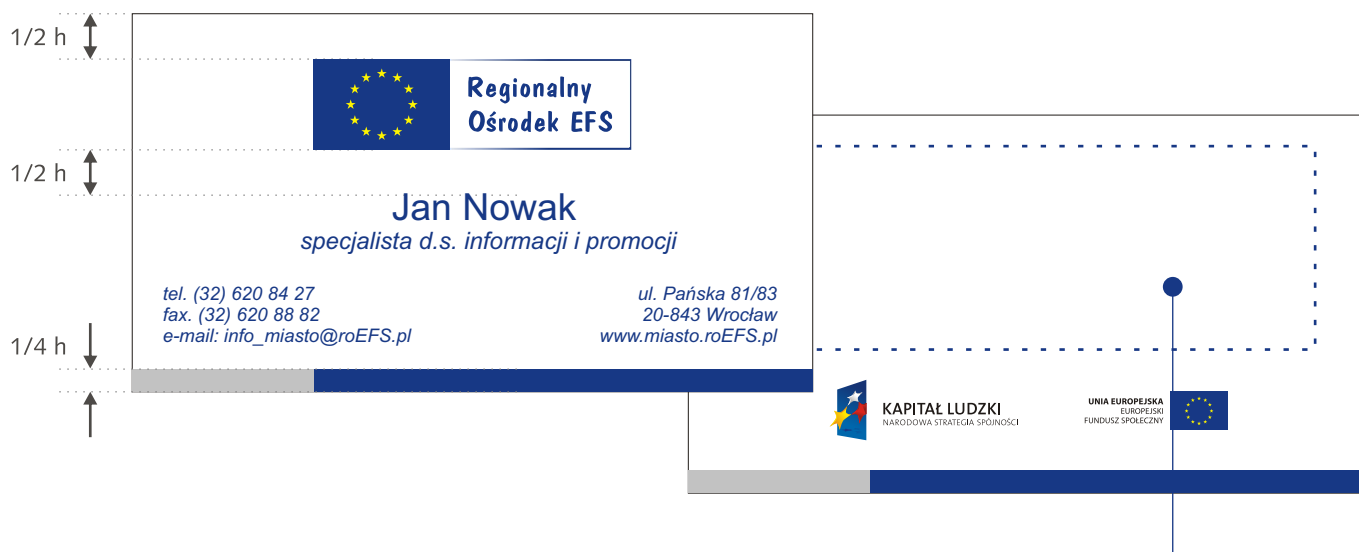 1/2 h
Regionalny
Ośrodek EFS
1/2 h
Jan Nowak
specjalista d.s. informacji i promocji
tel. (32) 620 84 27
fax. (32) 620 88 82
e-mail: info_miasto@roEFS.pl
ul. Pańska 81/83
20-843 Wrocław
www.miasto.roEFS.pl
1/4 h
KAPITAŁ LUDZKI
NARODOWA STRATEGIA SPÓJNOŚCI
UNIA EUROPEJSKA
EUROPEJSKI
FUNDUSZ SPOŁECZNY